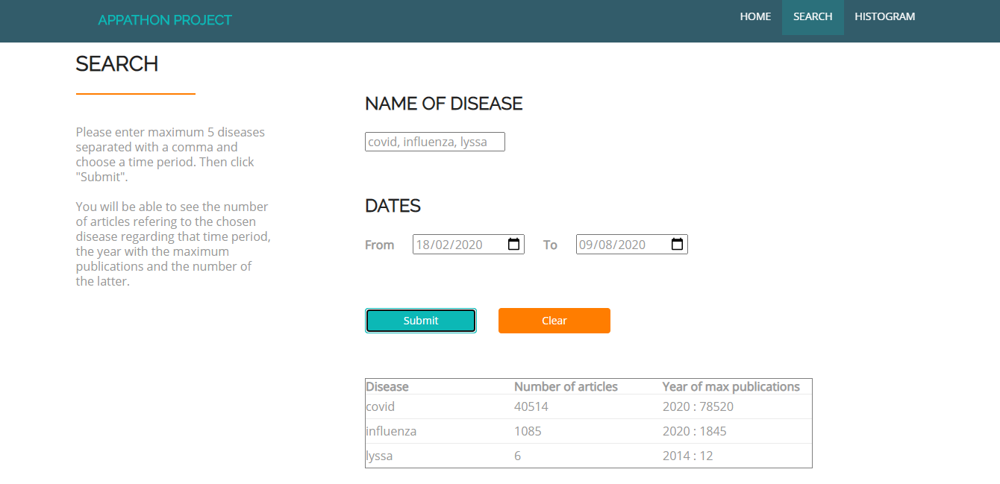 APPATHON PROJECT
HOME SEARCH HISTOGRAM
SEARCH
Please enter maximum 5 diseases
separated with a comma and
choose a time period. Then click
"Submit".
You will be able to see the number
of articles refering to the chosen
disease regarding that time period,
the year with the maximum
publications and the number of
the latter.
NAME OF DISEASE
covid, influenza, lyssa
DATES
From 18/02/2020 To 09/08/2020
Submit Clear
Disease Number of articles Year of max publications
covid 40514 2020 : 78520
influenza 1085 2020 : 1845
lyssa 6 2014 : 12